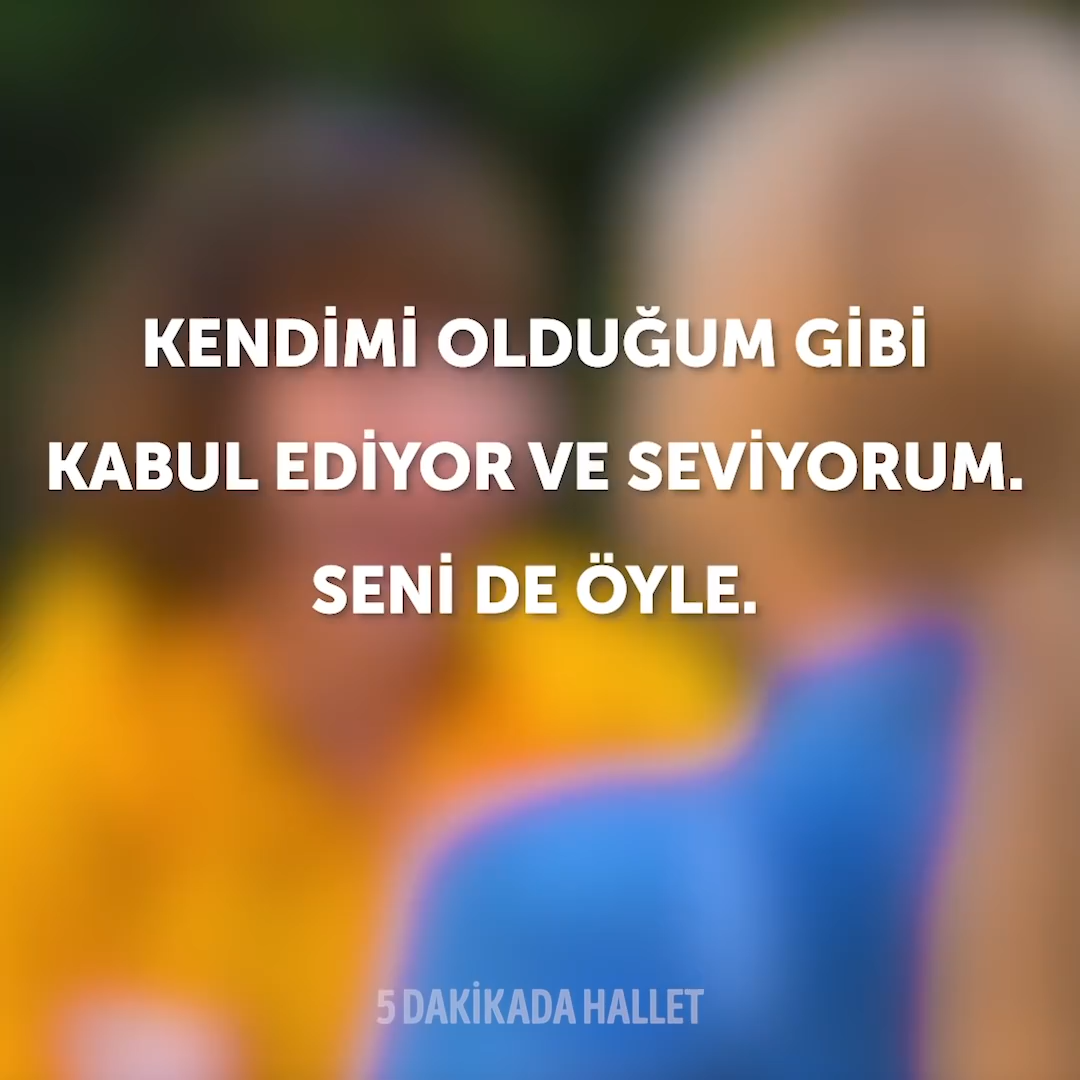 KENDİMİ OLDUĞUM GİBİ
KABUL EDİYOR VE SEVİYORUM.
SENİ DE ÖYLE.
5 DAKİKADA HALLET